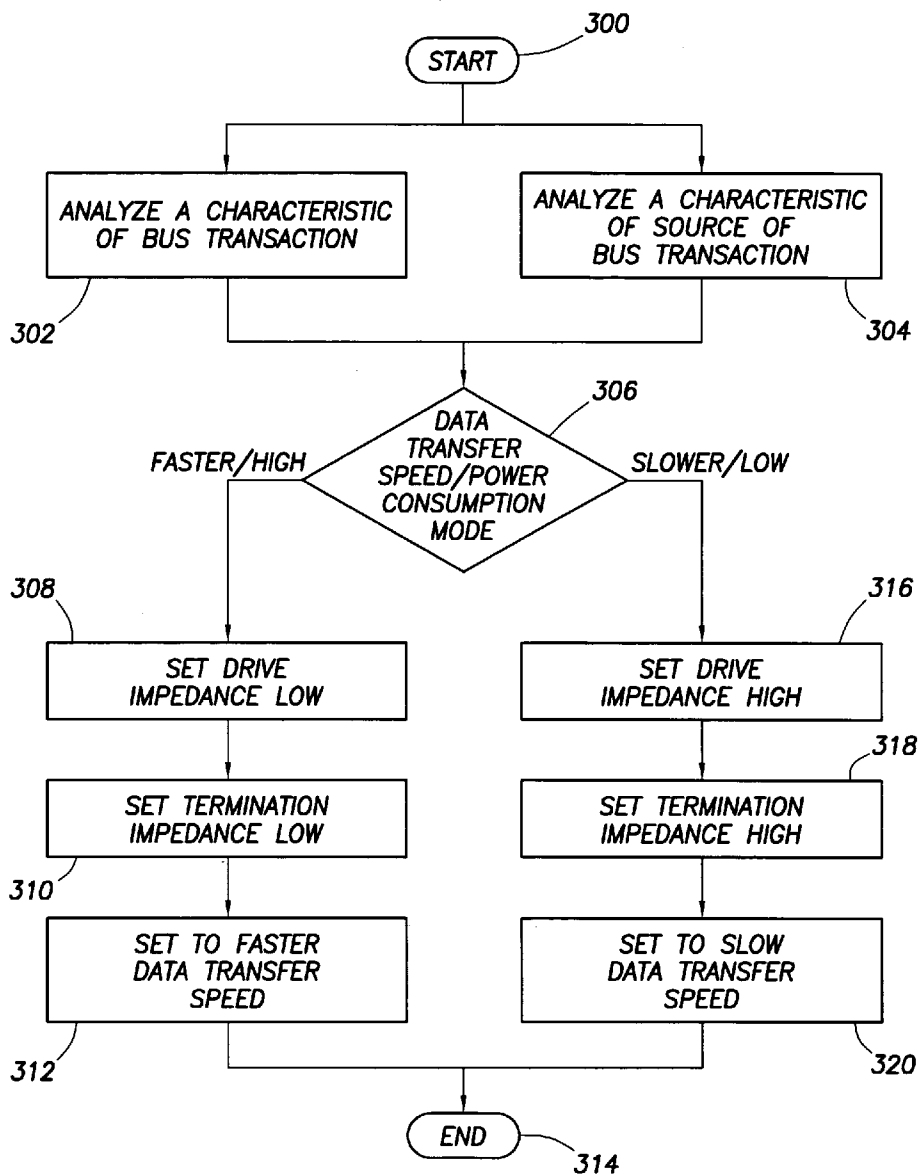 300
START
ANALYZE A CHARACTERISTIC
OF BUS TRANSACTION
302
ANALYZE A CHARACTERISTIC
OF SOURCE OF
BUS TRANSACTION
304
306
DATA
TRANSFER
SPEED/POWER
CONSUMPTION
MODE
FASTER/HIGH
SLOWER/LOW
308
SET DRIVE
IMPEDANCE LOW
316
SET DRIVE
IMPEDANCE HIGH
SET TERMINATION
IMPEDANCE LOW
310
318
SET TERMINATION
IMPEDANCE HIGH
SET TO FASTER
DATA TRANSFER
SPEED
312
SET TO SLOW
DATA TRANSFER
SPEED
320
END
314